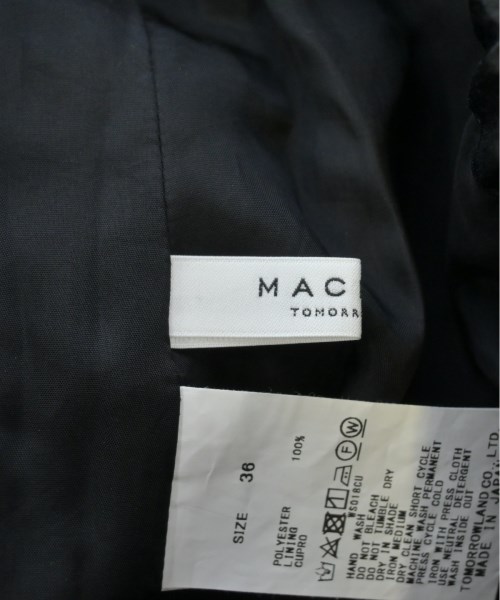 MAC
TOMORR
SIZE 36
POLYESTER 100%
LINING
CUPRO
HAND WASH
DO NOT BLEACH
DO NOT TUMBLE DRY
DRY IN SHADE
IRON MEDIUM
DRY CLEAN SHORT CYCLE
MACHINE WASH PERMANENT
PRESS CYCLE COLD
IRON WITH PRESS CLOTH
USE NEUTRAL DETERGENT
WASH INSIDE OUT
TOMORROWLAND CO., LTD
MADE IN JAPAN